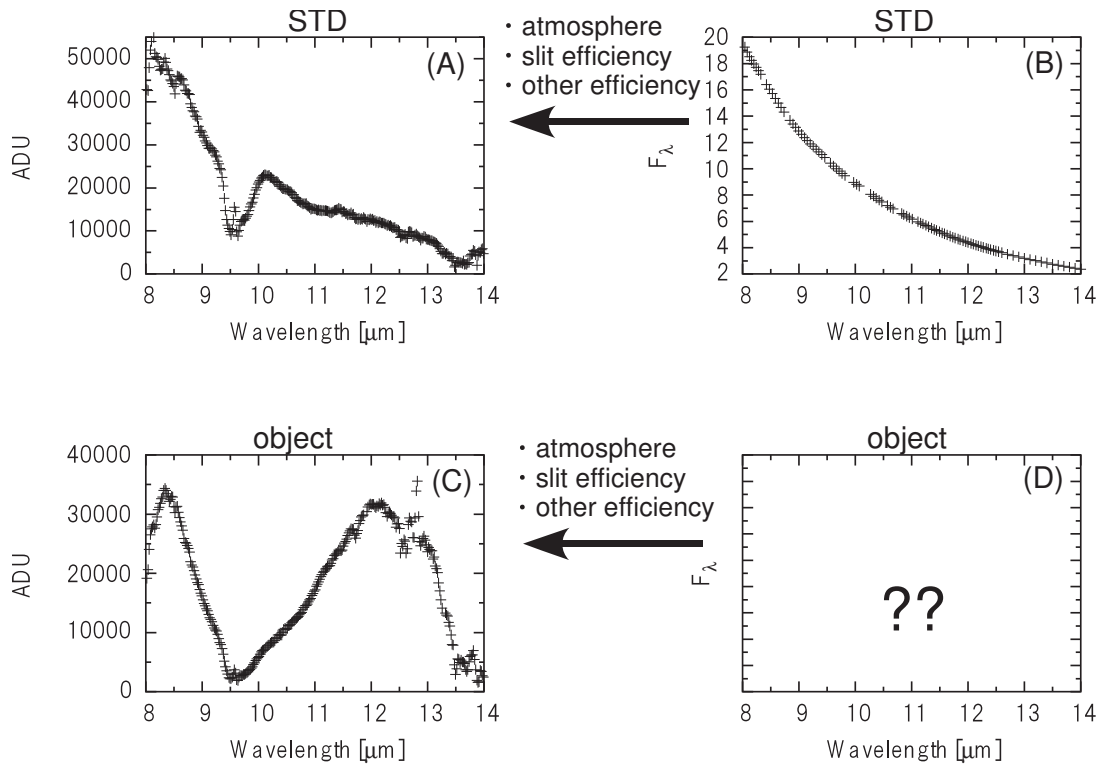 STD
(A)
55000
50000
40000
30000
20000
10000
0
ADU
8 9 10 11 12 13 14
Wavelength [μm]
・ atmosphere
・ slit efficiency
・ other efficiency
STD
(B)
20
18
16
14
12
10
8
6
4
2
F λ
8 9 10 11 12 13 14
Wavelength [μm]
object
(C)
40000
30000
20000
10000
0
ADU
8 9 10 11 12 13 14
Wavelength [μm]
・ atmosphere
・ slit efficiency
・ other efficiency
object
(D)
F λ
??
8 9 10 11 12 13 14
Wavelength [μm]